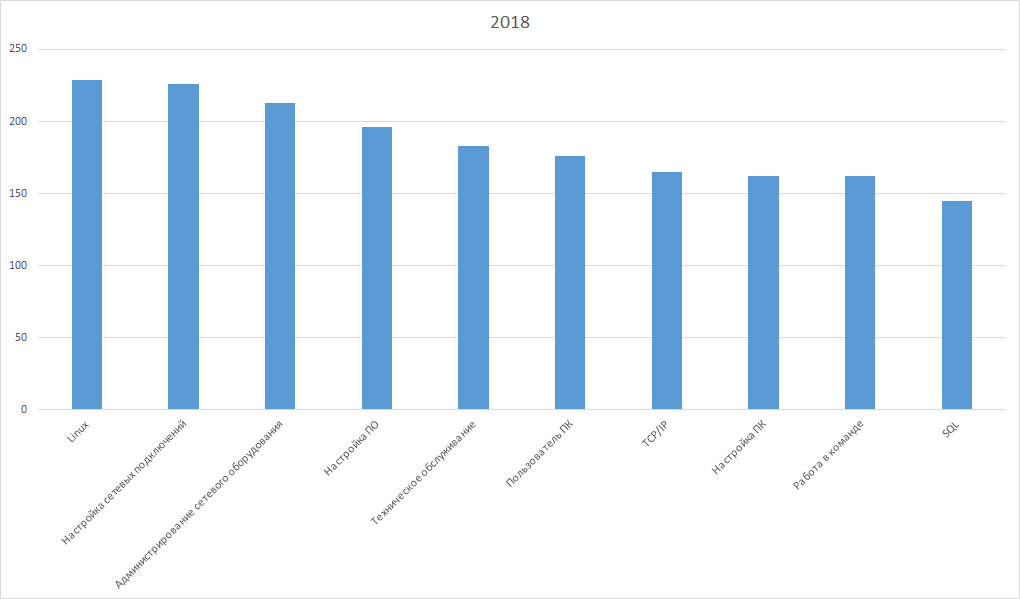 2018
250
200
150
100
50
0
Linux
Настройка сетевых подключений
Администрирование сетевого оборудования
Настройка ПО
Техническое обслуживание
Пользователь ПК
TCP/IP
Настройка ПК
Работа в команде
SQL